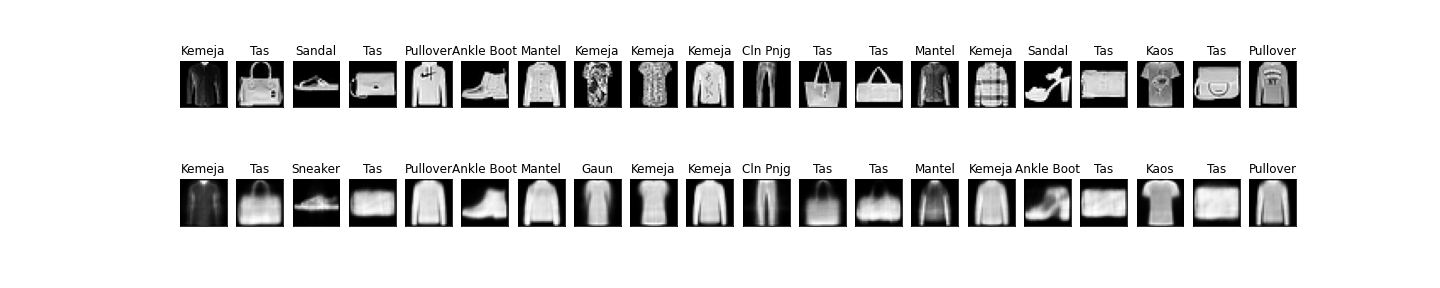 Kemeja Tas Sandal Tas Pullover Ankle Boot Mantel Kemeja Kemeja Kemeja Cln Pnjg Tas Tas Mantel Kemeja Sandal Tas Kaos Tas Pullover
Kemeja Tas Sneaker Tas Pullover Ankle Boot Mantel Gaun Kemeja Kemeja Cln Pnjg Tas Tas Mantel Kemeja Ankle Boot Tas Kaos Tas Pullover